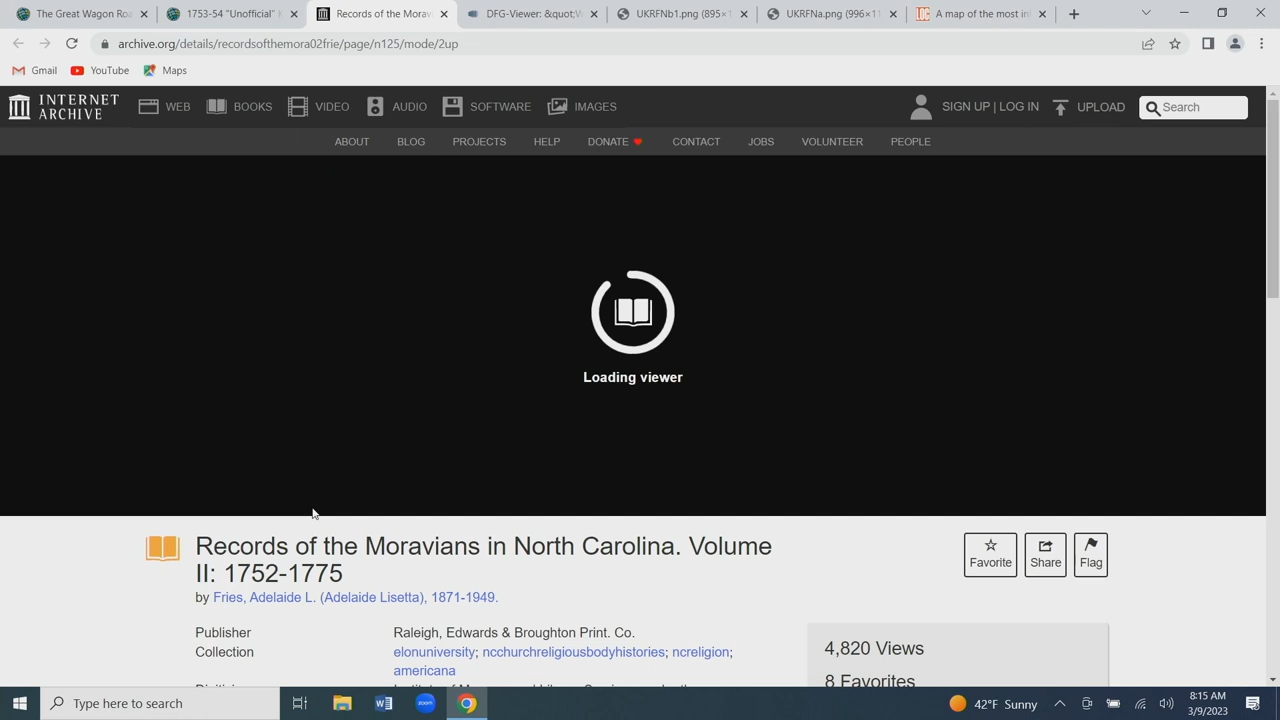 The Great Wagon Roa
1753-54 "Unofficial"
Records of the Morav
DFG-Viewer: &quot;V
UKRFNb1.png (895×1
UKRFNa.png (996×11
A map of the most in
archive.org/details/recordsofthemora02frie/page/n125/mode/2up
Gmail YouTube Maps
INTERNET ARCHIVE
WEB BOOKS VIDEO AUDIO SOFTWARE IMAGES
SIGN UP | LOG IN UPLOAD Search
ABOUT BLOG PROJECTS HELP DONATE CONTACT JOBS VOLUNTEER PEOPLE
Loading viewer
Records of the Moravians in North Carolina. Volume
II: 1752-1775
by Fries, Adelaide L. (Adelaide Lisetta), 1871-1949.
Favorite Share Flag
Publisher Raleigh, Edwards & Broughton Print. Co.
Collection elonuniversity; ncchurchreligiousbodyhistories; ncreligion;
americana
4,820 Views
8 Favorites
Type here to search
zoom
42°F Sunny
8:15 AM
3/9/2023